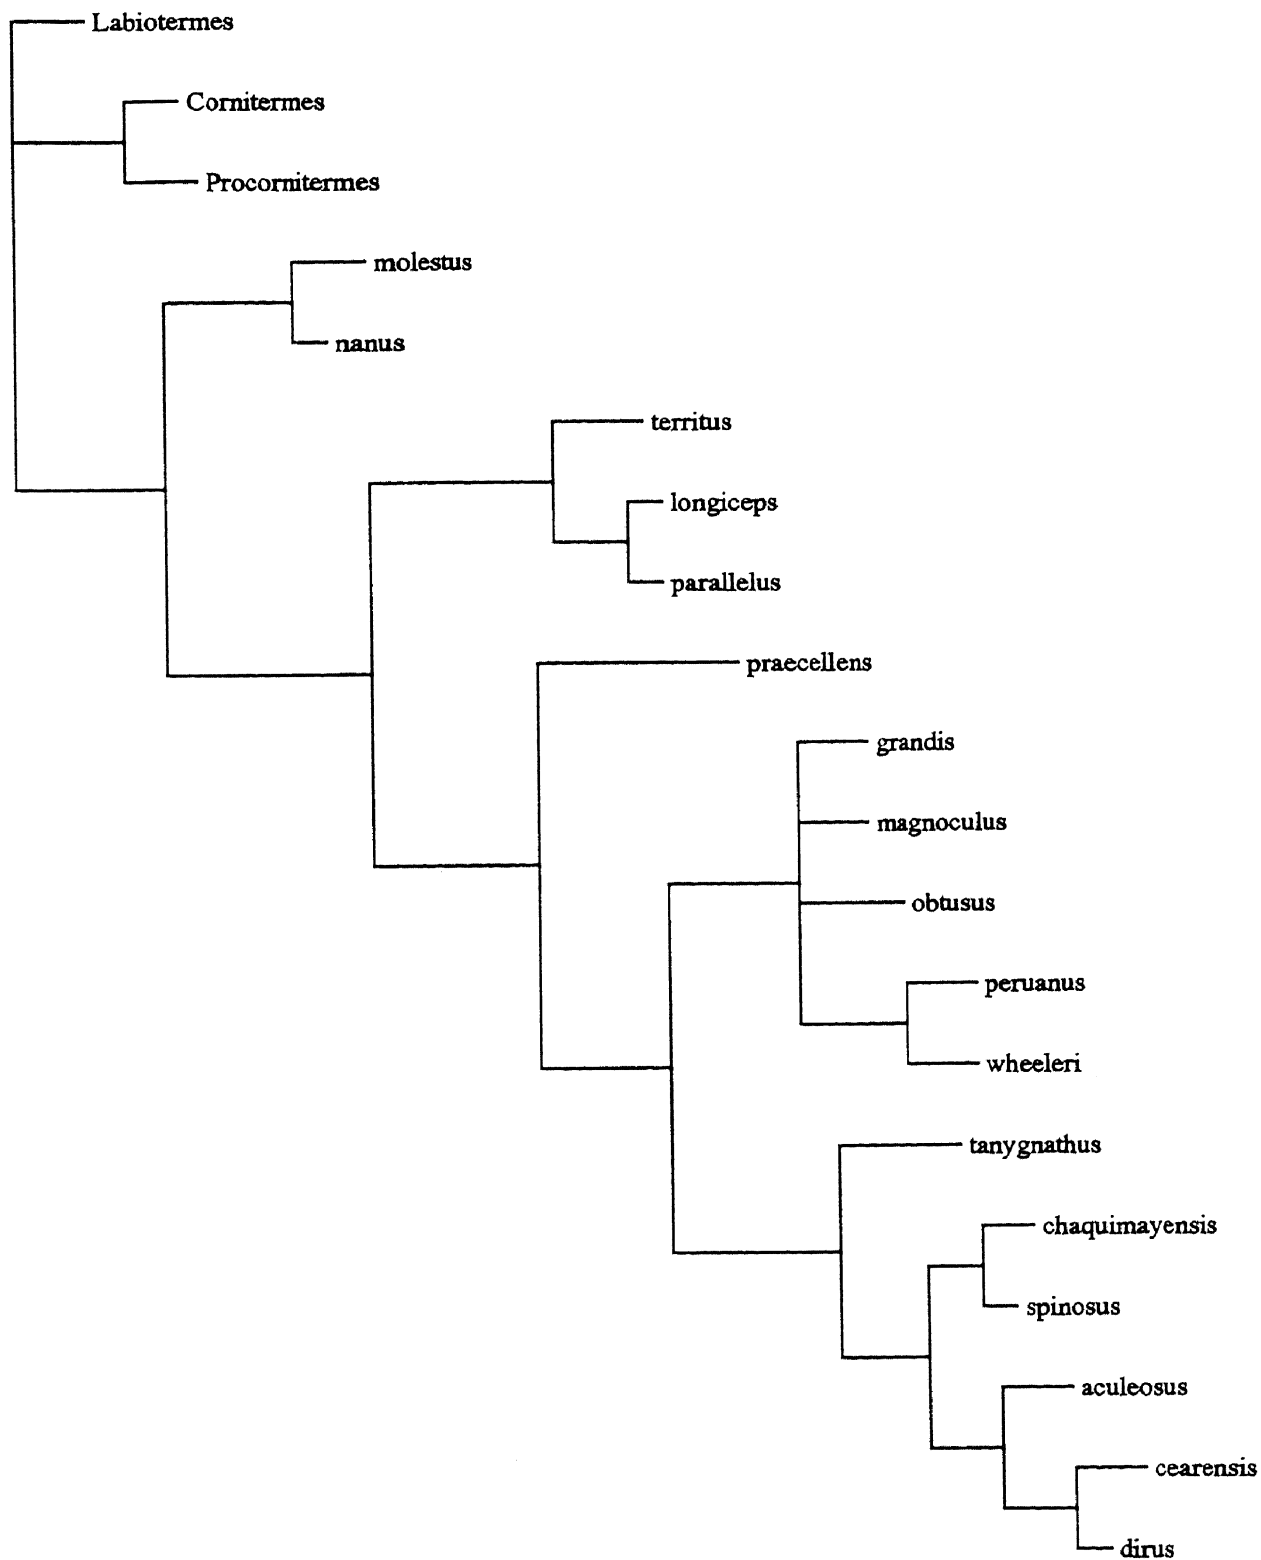 Labiotermes
Cornitermes
Procornitermes
molestus
nanus
territus
longiceps
parallelus
praecellens
grandis
magnoculus
obtusus
peruanus
wheeleri
tanygnathus
chaquimayensis
spinosus
aculeosus
cearensis
dirus